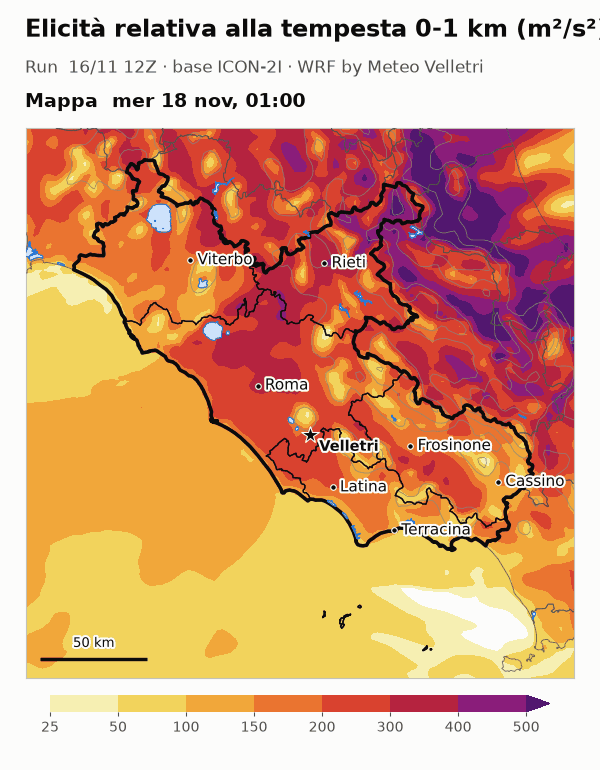 Elicità relativa alla tempesta 0-1 km (m²/s²)
Run 16/11 12Z · base ICON-2I · WRF by Meteo Velletri
Mappa mer 18 nov, 01:00
Viterbo
Rieti
Roma
Velletri
Frosinone
Latina
Cassino
Terracina
50 km
25 50 100 150 200 300 400 500